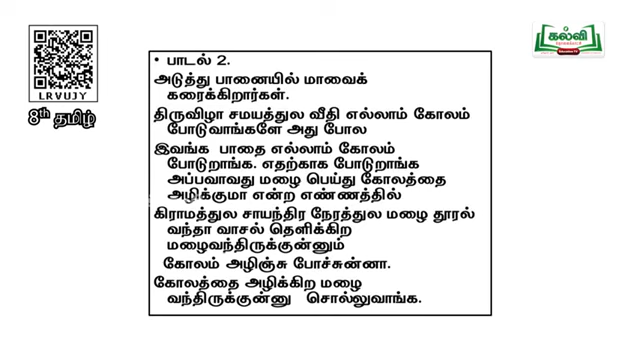 LRVUJY
8th தமிழ்
கல்வி
• பாடல் 2.
அடுத்து பானையில் மாவைக்
கரைக்கிறார்கள்.
திருவிழா சமயத்துல வீதி எல்லாம் கோலம்
போடுவாங்களே அது போல
இவங்க பாதை எல்லாம் கோலம்
போடுறாங்க. எதற்காக போடுறாங்க
அப்பவாவது மழை பெய்து கோலத்தை
அழிக்குமா என்ற எண்ணத்தில்
கிராமத்துல சாயந்திர நேரத்துல மழை தூரல்
வந்தா வாசல் தெளிக்கிற
மழைவந்திருக்குன்னும்
கோலம் அழிஞ்சு போச்சுன்னா.
கோலத்தை அழிக்கிற மழை
வந்திருக்குன்னு சொல்லுவாங்க.